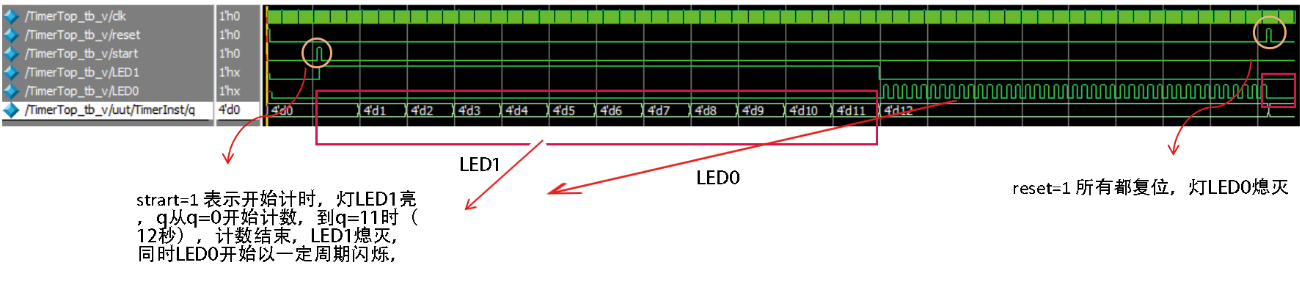 /TimerTop_tb_v/clk 1'h0
/TimerTop_tb_v/reset 1'h0
/TimerTop_tb_v/start 1'h0
/TimerTop_tb_v/LED1 1'hx
/TimerTop_tb_v/LED0 1'hx
/TimerTop_tb_v/uut/TimerInst/q 4'd0 4'd0 4'd1 4'd2 4'd3 4'd4 4'd5 4'd6 4'd7 4'd8 4'd9 4'd10 4'd11 4'd12
LED1
LED0
strart=1 表示开始计时, 灯LED1亮
, q从q=0开始计数, 到q=11时（
12秒）, 计数结束, LED1熄灭,
同时LED0开始以一定周期闪烁,
reset=1 所有都复位, 灯LED0熄灭